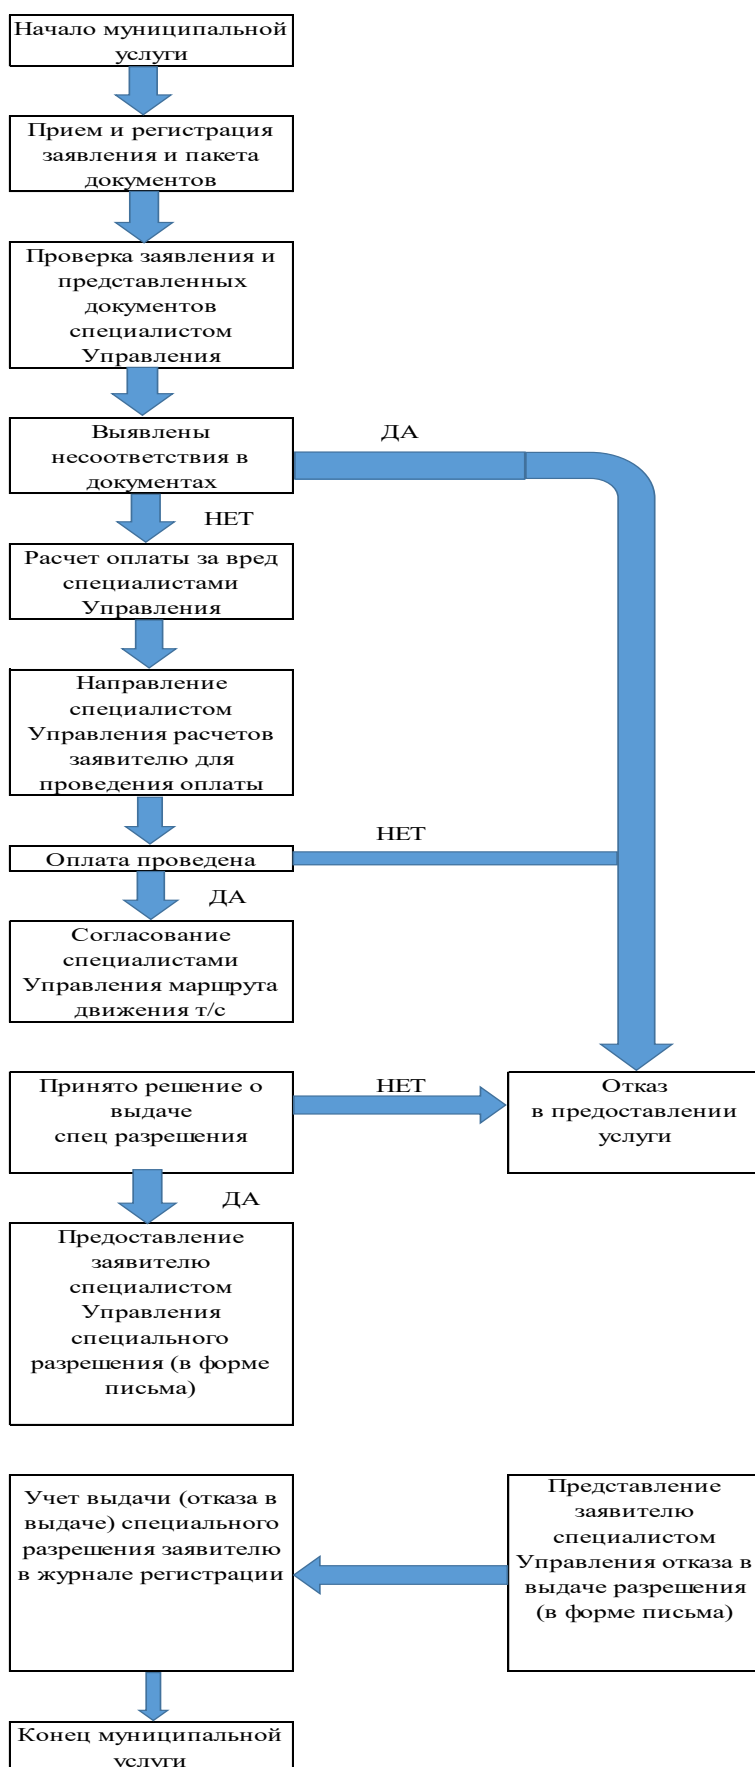 Начало муниципальной
услуги
Прием и регистрация
заявления и пакета
документов
Проверка заявления и
представленных
документов
специалистом
Управления
Выявлены
несоответствия в
документах
ДА
НЕТ
Расчет оплаты за вред
специалистами
Управления
Направление
специалистом
Управления расчетов
заявителю для
проведения оплаты
НЕТ
Оплата проведена
ДА
Согласование
специалистами
Управления маршрута
движения т/с
Принято решение о
выдаче
спец разрешения
НЕТ
Отказ
в предоставлении
услуги
ДА
Предоставление
заявителю
специалистом
Управления
специального
разрешения (в форме
письма)
Учет выдачи (отказа в
выдаче) специального
разрешения заявителю
в журнале регистрации
Представление
заявителю
специалистом
Управления отказа в
выдаче разрешения
(в форме письма)
Конец муниципальной
услуги